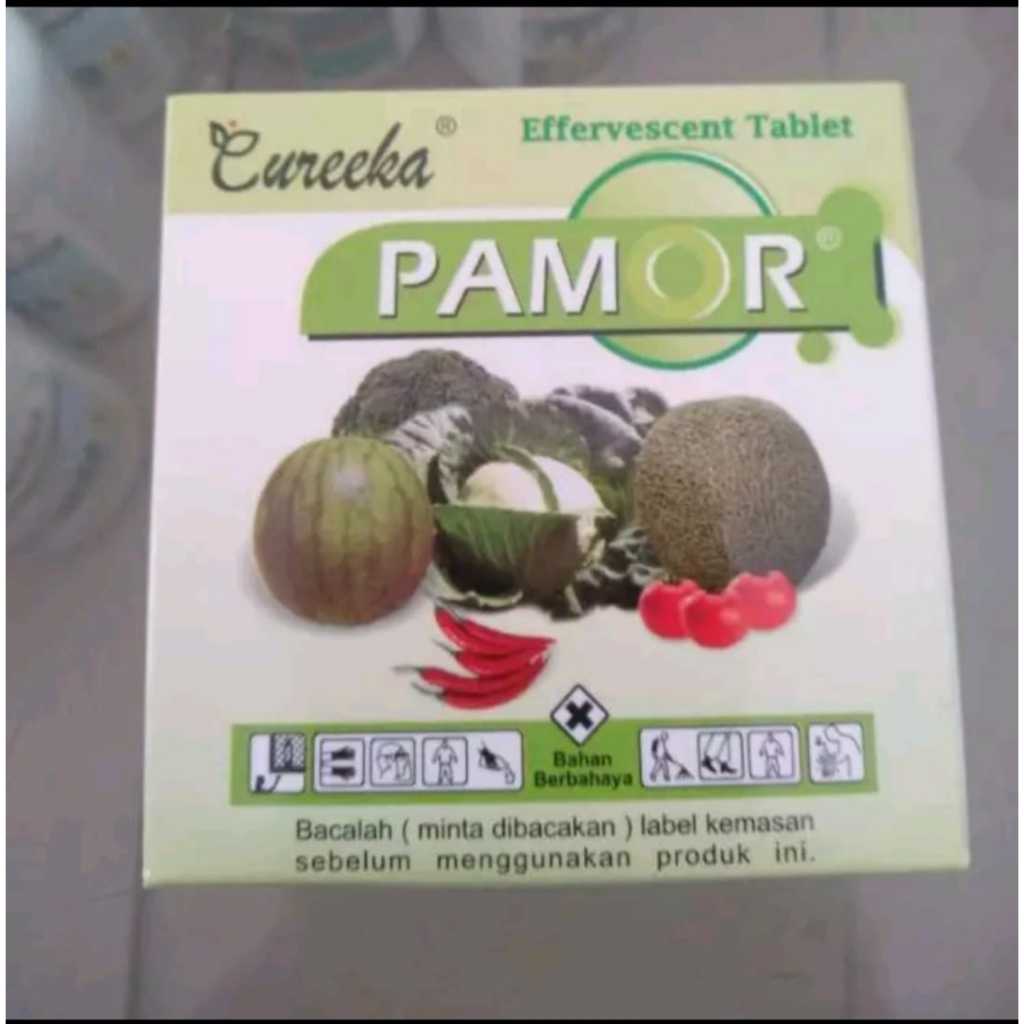 Cureeka®
Effervescent Tablet
PAMOR®
Bahan
Berbahaya
Bacalah ( minta dibacakan ) label kemasan
sebelum menggunakan produk ini.